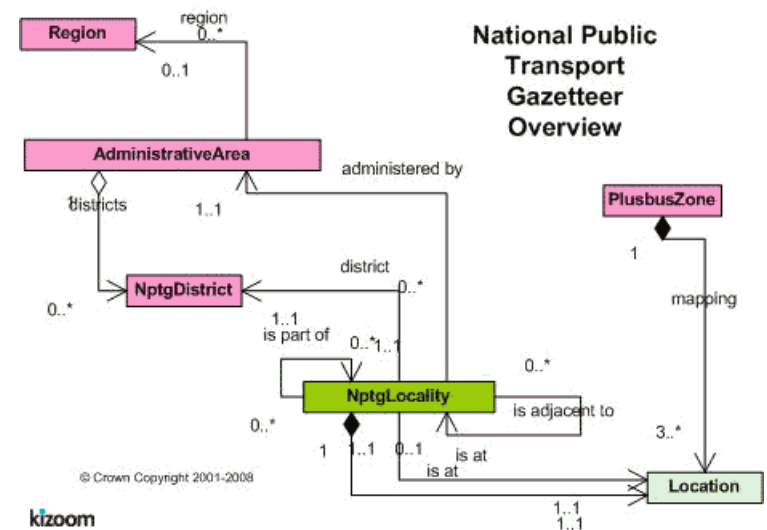 region
Region
0..*
0..1
National Public
Transport
Gazetteer
Overview
AdministrativeArea
administered by
1
districts
1..1
PlusbusZone
1
district
NptgDistrict
0..*
mapping
0..*
1..1
is part of
0..*
1..1
0..*
NptgLocality
is adjacent to
0..*
3..*
1
1..1
0..1
is at
is at
© Crown Copyright 2001-2008
Location
1..1
1..1
kizoom